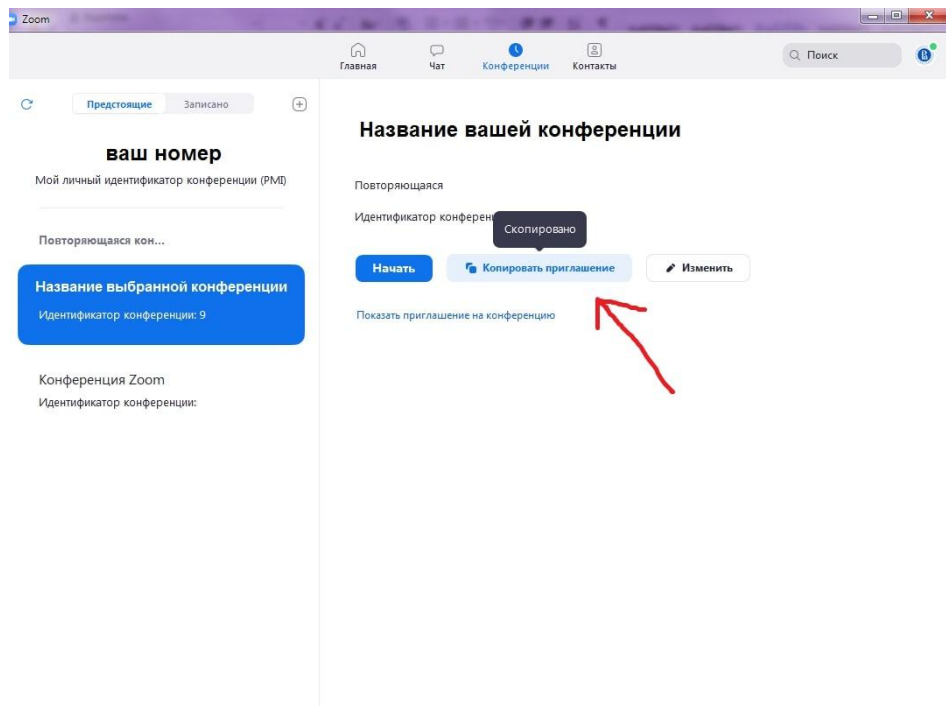 Zoom
Главная
Чат
Конференции
Контакты
Поиск
Предстоящие
Записано
ваш номер
Мой личный идентификатор конференции (PMI)
Повторяющаяся кон...
Название выбранной конференции
Идентификатор конференции: 9
Конференция Zoom
Идентификатор конференции:
Название вашей конференции
Повторяющаяся
Идентификатор конферен
Скопировано
Начать
Копировать приглашение
Изменить
Показать приглашение на конференцию